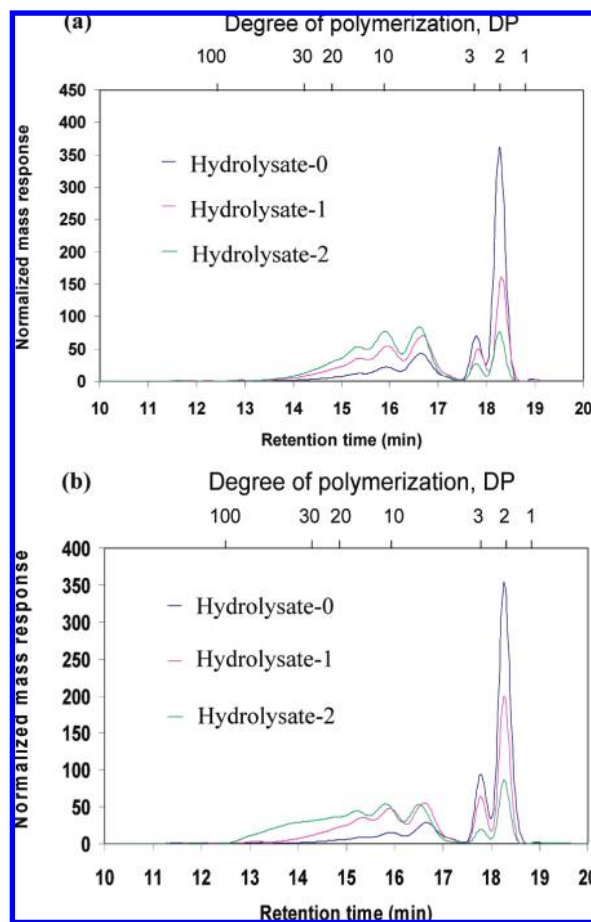 (a)
Degree of polymerization, DP
100 30 20 10 3 2 1
450
400
350
300
250
200
150
100
50
0
Normalized mass response
Hydrolysate-0
Hydrolysate-1
Hydrolysate-2
10 11 12 13 14 15 16 17 18 19 20
Retention time (min)
(b)
Degree of polymerization, DP
100 30 20 10 3 2 1
400
350
300
250
200
150
100
50
0
Normalized mass response
Hydrolysate-0
Hydrolysate-1
Hydrolysate-2
10 11 12 13 14 15 16 17 18 19 20
Retention time (min)